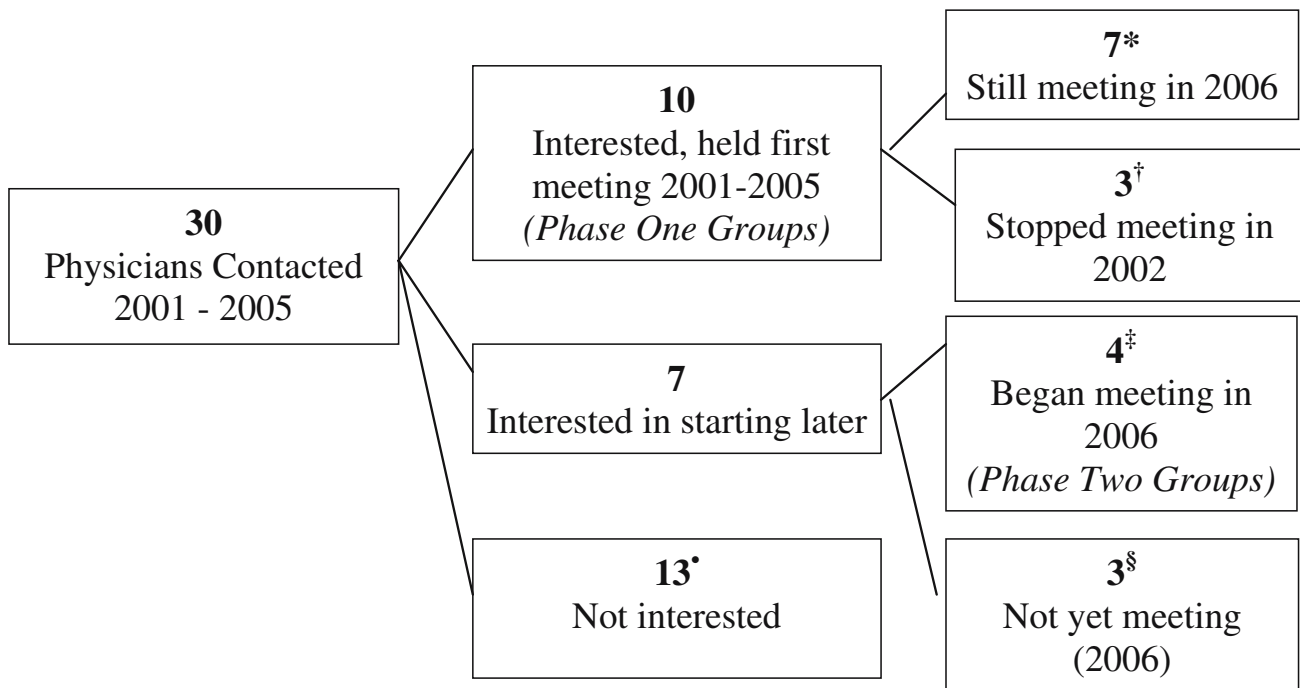 30
Physicians Contacted
2001 - 2005
10
Interested, held first
meeting 2001-2005
(Phase One Groups)
7
Interested in starting later
13•
Not interested
7*
Still meeting in 2006
3†
Stopped meeting in
2002
4‡
Began meeting in
2006
(Phase Two Groups)
3§
Not yet meeting
(2006)